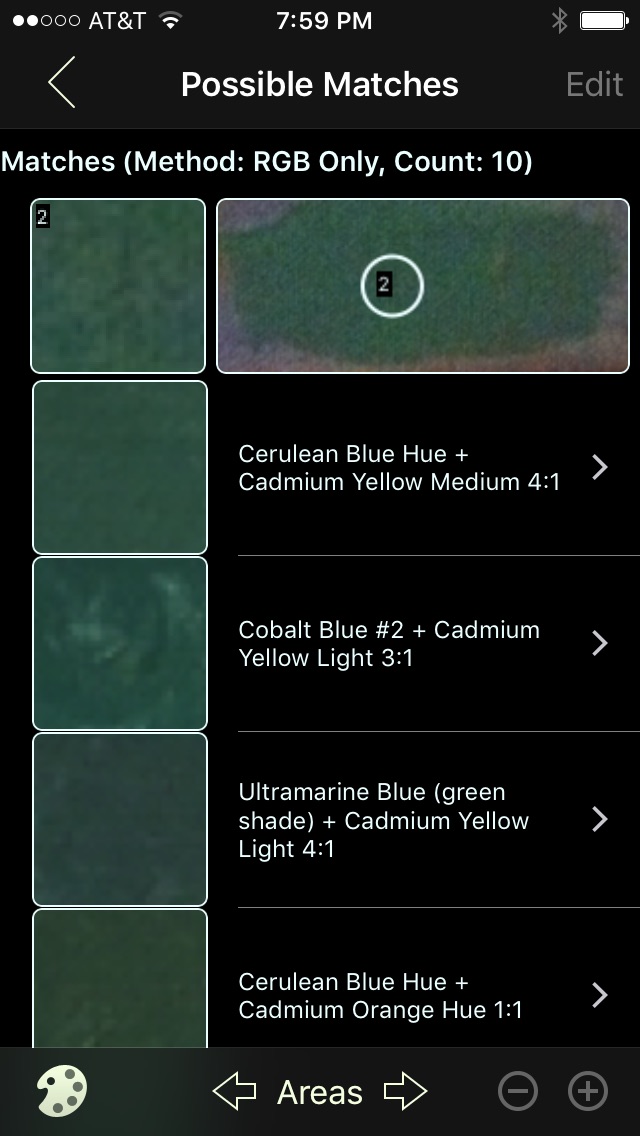 AT&T 7:59 PM
Possible Matches Edit
Matches (Method: RGB Only, Count: 10)
2
2
Cerulean Blue Hue +
Cadmium Yellow Medium 4:1
Cobalt Blue #2 + Cadmium
Yellow Light 3:1
Ultramarine Blue (green
shade) + Cadmium Yellow
Light 4:1
Cerulean Blue Hue +
Cadmium Orange Hue 1:1
Areas